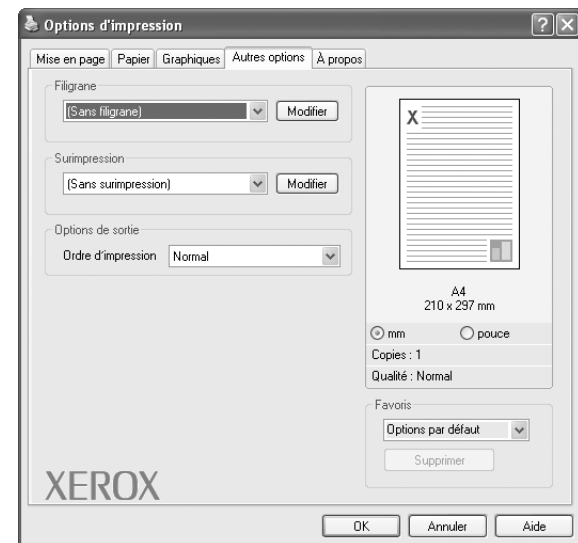 Options d'impression
Mise en page Papier Graphiques Autres options À propos
Filigrane
(Sans filigrane) Modifier
Surimpression
(Sans surimpression) Modifier
Options de sortie
Ordre d'impression Normal
X
A4
210 x 297 mm
mm pouce
Copies : 1
Qualité : Normal
Favoris
Options par défaut
Supprimer
XEROX
OK Annuler Aide